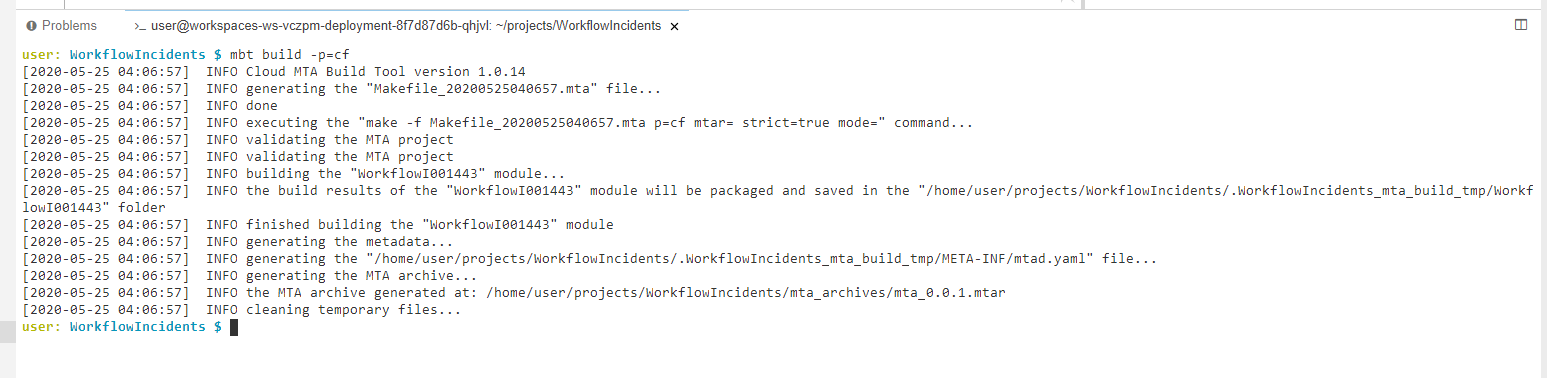 Problems
>_ user@workspaces-ws-vczpm-deployment-8f7d87d6b-qhjvl: ~/projects/WorkflowIncidents ×
user: WorkflowIncidents $ mbt build -p=cf
[2020-05-25 04:06:57]  INFO Cloud MTA Build Tool version 1.0.14
[2020-05-25 04:06:57]  INFO generating the "Makefile_20200525040657.mta" file...
[2020-05-25 04:06:57]  INFO done
[2020-05-25 04:06:57]  INFO executing the "make -f Makefile_20200525040657.mta p=cf mtar= strict=true mode=" command...
[2020-05-25 04:06:57]  INFO validating the MTA project
[2020-05-25 04:06:57]  INFO validating the MTA project
[2020-05-25 04:06:57]  INFO building the "WorkflowI001443" module...
[2020-05-25 04:06:57]  INFO the build results of the "WorkflowI001443" module will be packaged and saved in the "/home/user/projects/WorkflowIncidents/.WorkflowIncidents_mta_build_tmp/Workf
lowI001443" folder
[2020-05-25 04:06:57]  INFO finished building the "WorkflowI001443" module
[2020-05-25 04:06:57]  INFO generating the metadata...
[2020-05-25 04:06:57]  INFO generating the "/home/user/projects/WorkflowIncidents/.WorkflowIncidents_mta_build_tmp/META-INF/mtad.yaml" file...
[2020-05-25 04:06:57]  INFO generating the MTA archive...
[2020-05-25 04:06:57]  INFO the MTA archive generated at: /home/user/projects/WorkflowIncidents/mta_archives/mta_0.0.1.mtar
[2020-05-25 04:06:57]  INFO cleaning temporary files...
user: WorkflowIncidents $